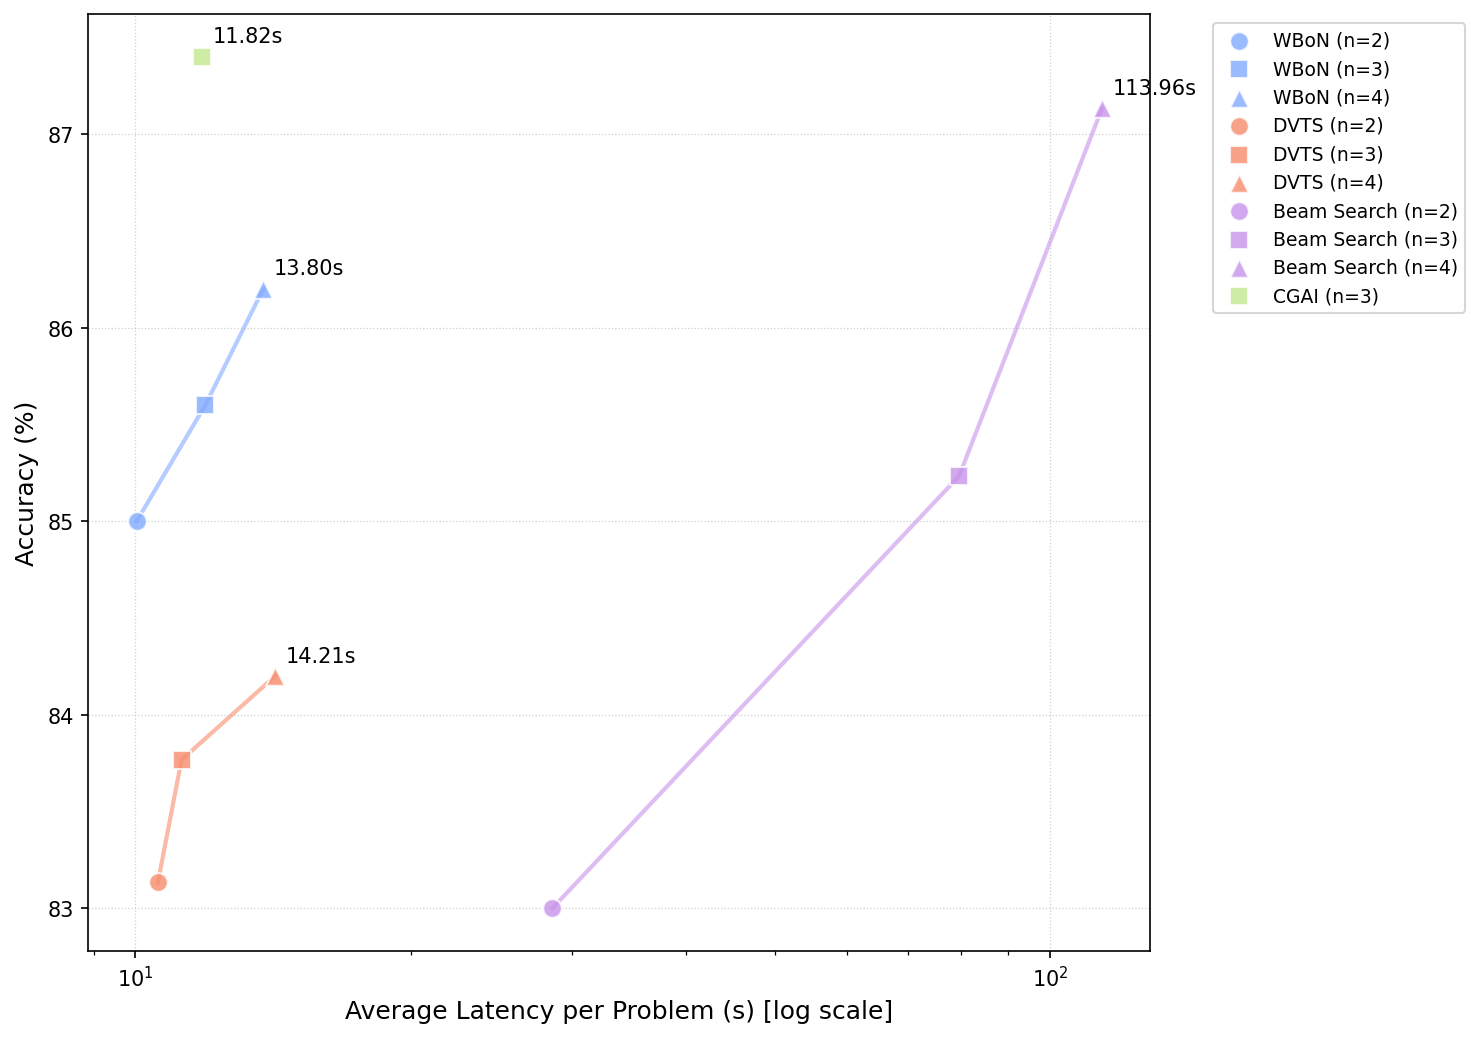 11.82s
113.96s
13.80s
14.21s
87
86
85
84
83
Accuracy (%)
10¹
10²
Average Latency per Problem (s) [log scale]
WBoN (n=2)
WBoN (n=3)
WBoN (n=4)
DVTS (n=2)
DVTS (n=3)
DVTS (n=4)
Beam Search (n=2)
Beam Search (n=3)
Beam Search (n=4)
CGAI (n=3)